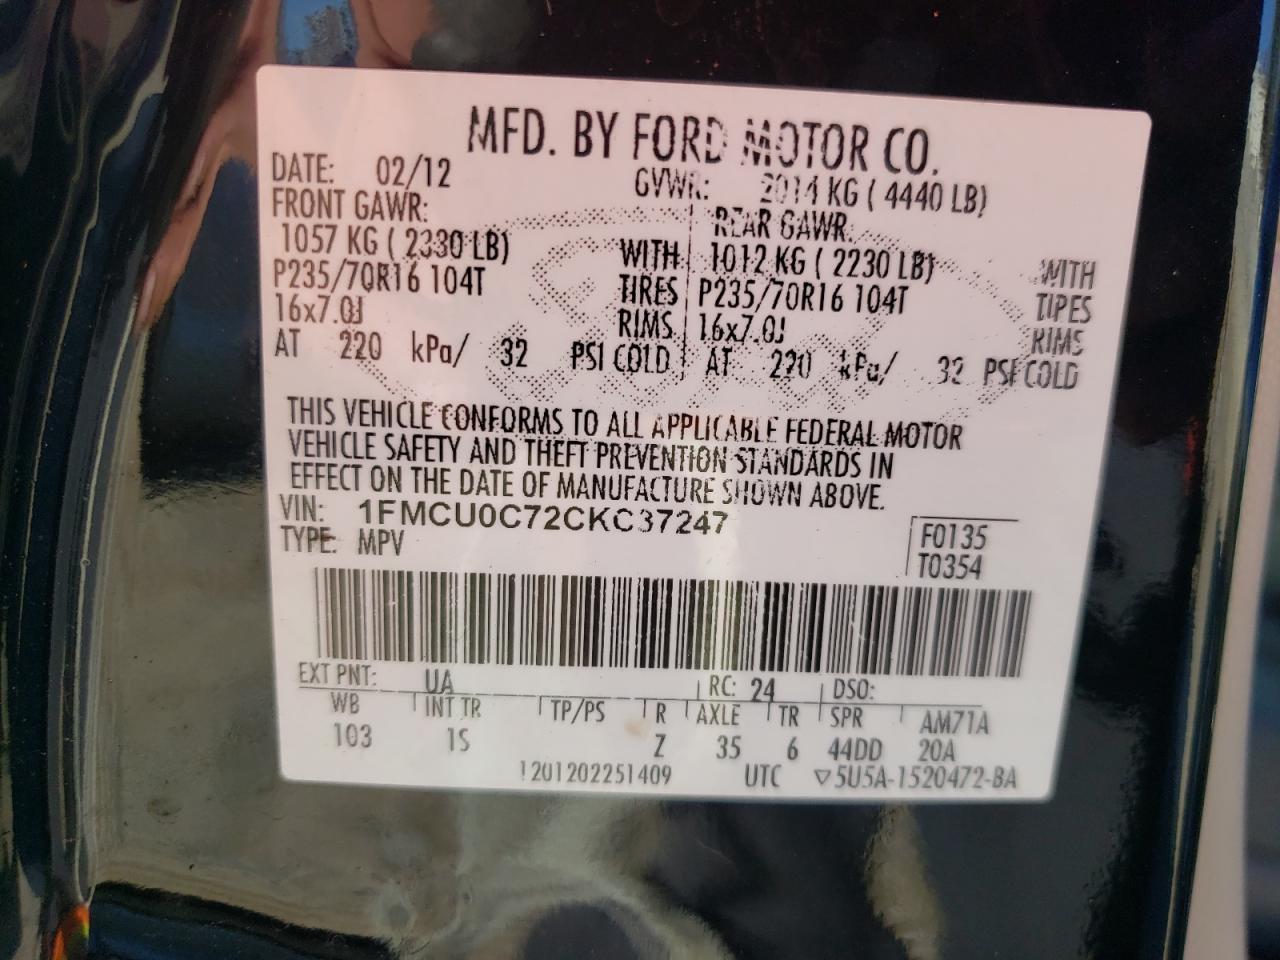 MFD. BY FORD MOTOR CO.
DATE: 02/12 GVWR: 2014 KG ( 4440 LB)
FRONT GAWR: REAR GAWR:
1057 KG ( 2330 LB) WITH 1012 KG ( 2230 LB) WITH
P235/70R16 104T TIRES P235/70R16 104T TIRES
16x7.0J RIMS 16x7.0J RIMS
AT 220 kPa/ 32 PSI COLD AT 220 kPa/ 32 PSI COLD
THIS VEHICLE CONFORMS TO ALL APPLICABLE FEDERAL MOTOR
VEHICLE SAFETY AND THEFT PREVENTION STANDARDS IN
EFFECT ON THE DATE OF MANUFACTURE SHOWN ABOVE.
VIN: 1FMCU0C72CKC37247 F0135
TYPE: MPV T0354
EXT PNT: UA RC: 24 DSO:
WB INT TR TP/PS R AXLE TR SPR AM71A
103 1S Z 35 6 44DD 20A
1201202251409 UTC ▽5U5A-1520472-BA